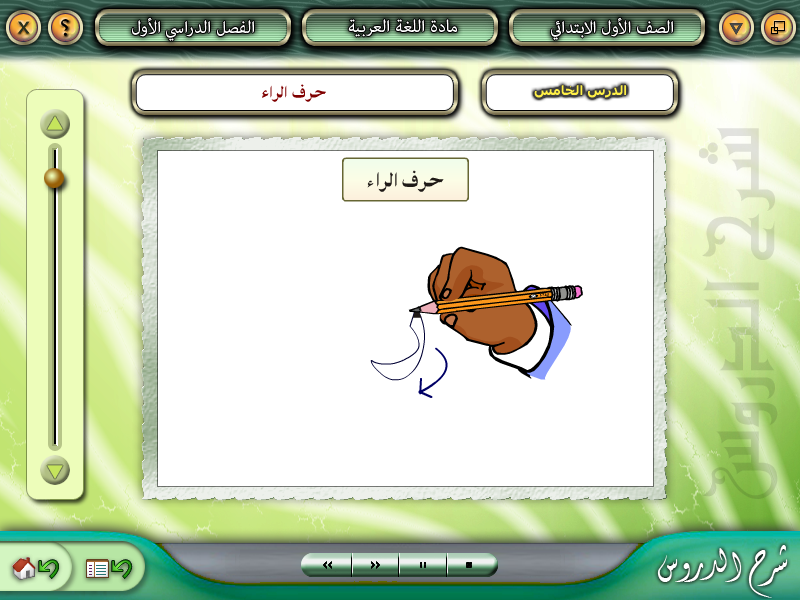 الصف الأول الابتدائي
مادة اللغة العربية
الفصل الدراسي الأول
الدرس الخامس
حرف الراء
حرف الراء
شرح الدروس
شرح الدروس